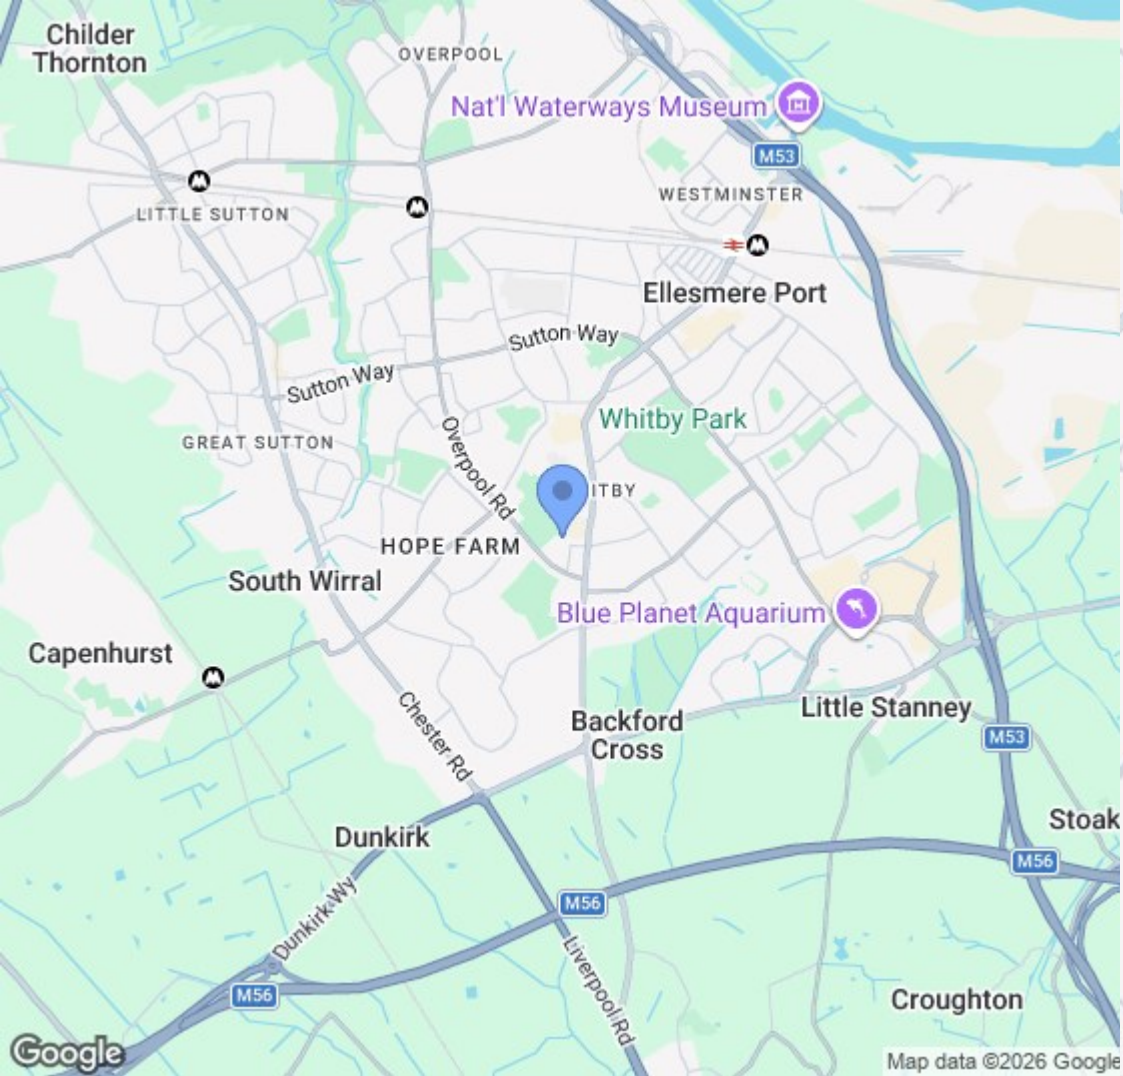 Childer
Thornton
OVERPOOL
Nat'l Waterways Museum
M53
WESTMINSTER
LITTLE SUTTON
Ellesmere Port
Sutton Way
Sutton Way
Whitby Park
GREAT SUTTON
Overpool Rd
ITBY
HOPE FARM
South Wirral
Blue Planet Aquarium
Capenhurst
Chester Rd
Little Stanney
Backford
Cross
M53
Stoak
Dunkirk
M56
M56
Dunkirk Wy
Liverpool Rd
M56
Croughton
Google
Map data ©2026 Google